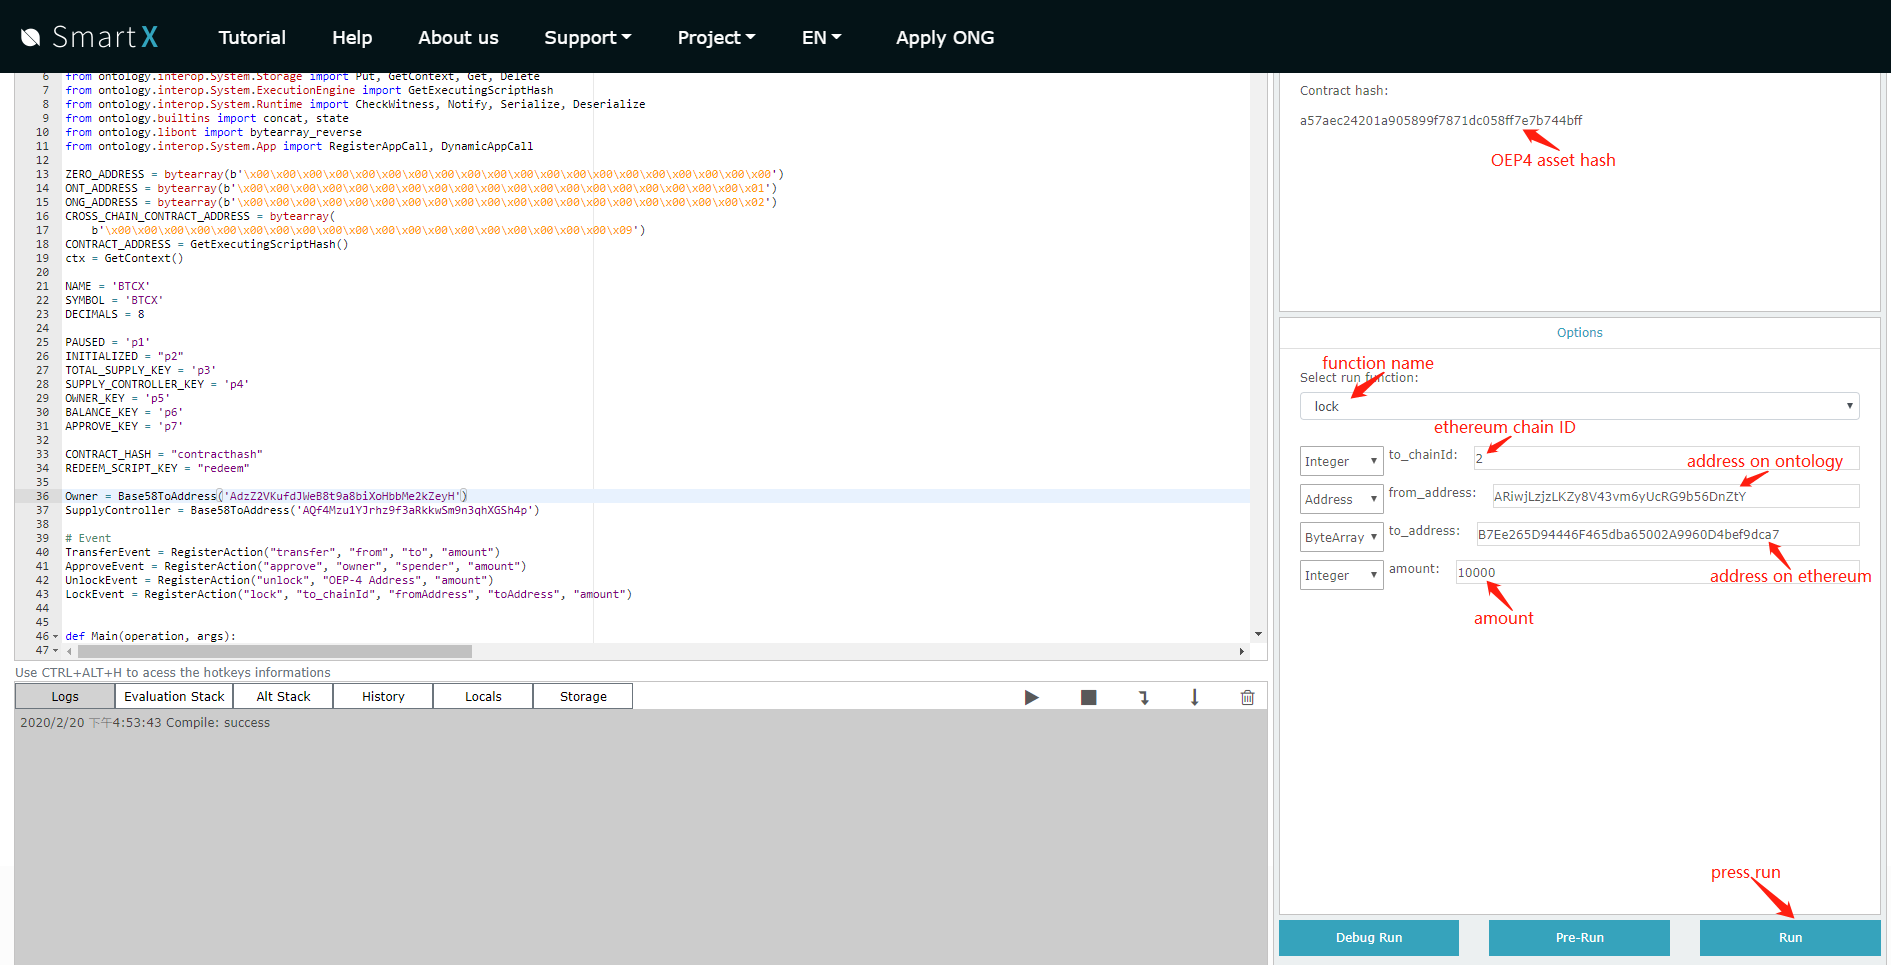 SmartX Tutorial Help About us Support Project EN Apply ONG
6 from ontology.interop.System.Storage import Put, GetContext, Get, Delete
7 from ontology.interop.System.ExecutionEngine import GetExecutingScriptHash
8 from ontology.interop.System.Runtime import CheckWitness, Notify, Serialize, Deserialize
9 from ontology.builtins import concat, state
10 from ontology.libont import bytearray_reverse
11 from ontology.interop.System.App import RegisterAppCall, DynamicAppCall
12
13 ZERO_ADDRESS = bytearray(b'\x00\x00\x00\x00\x00\x00\x00\x00\x00\x00\x00\x00\x00\x00\x00\x00\x00\x00\x00\x00')
14 ONT_ADDRESS = bytearray(b'\x00\x00\x00\x00\x00\x00\x00\x00\x00\x00\x00\x00\x00\x00\x00\x00\x00\x00\x00\x01')
15 ONG_ADDRESS = bytearray(b'\x00\x00\x00\x00\x00\x00\x00\x00\x00\x00\x00\x00\x00\x00\x00\x00\x00\x00\x00\x02')
16 CROSS_CHAIN_CONTRACT_ADDRESS = bytearray(
17 b'\x00\x00\x00\x00\x00\x00\x00\x00\x00\x00\x00\x00\x00\x00\x00\x00\x00\x00\x00\x09')
18 CONTRACT_ADDRESS = GetExecutingScriptHash()
19 ctx = GetContext()
20
21 NAME = 'BTCX'
22 SYMBOL = 'BTCX'
23 DECIMALS = 8
24
25 PAUSED = 'p1'
26 INITIALIZED = "p2"
27 TOTAL_SUPPLY_KEY = 'p3'
28 SUPPLY_CONTROLLER_KEY = 'p4'
29 OWNER_KEY = 'p5'
30 BALANCE_KEY = 'p6'
31 APPROVE_KEY = 'p7'
32
33 CONTRACT_HASH = "contracthash"
34 REDEEM_SCRIPT_KEY = "redeem"
35
36 Owner = Base58ToAddress('AdzZ2VKufdJWeB8t9a8biXoHbbMe2kZeyH')
37 SupplyController = Base58ToAddress('AQf4Mzu1YJrhz9f3aRkkwSm9n3qhXGSh4p')
38
39 # Event
40 TransferEvent = RegisterAction("transfer", "from", "to", "amount")
41 ApproveEvent = RegisterAction("approve", "owner", "spender", "amount")
42 UnlockEvent = RegisterAction("unlock", "OEP-4 Address", "amount")
43 LockEvent = RegisterAction("lock", "to_chainId", "fromAddress", "toAddress", "amount")
44
45
46 def Main(operation, args):
47
Use CTRL+ALT+H to acess the hotkeys informations
Logs Evaluation Stack Alt Stack History Locals Storage
2020/2/20 下午4:53:43 Compile: success
Contract hash:
a57aec24201a905899f7871dc058ff7e7b744bff
OEP4 asset hash
Options
function name
Select run function:
lock
ethereum chain ID
Integer to_chainId: 2
address on ontology
Address from_address: ARiwjLzjzLKZy8V43vm6yUcRG9b56DnZtY
ByteArray to_address: B7Ee265D94446F465dba65002A9960D4bef9dca7
address on ethereum
Integer amount: 10000
amount
press run
Debug Run Pre-Run Run